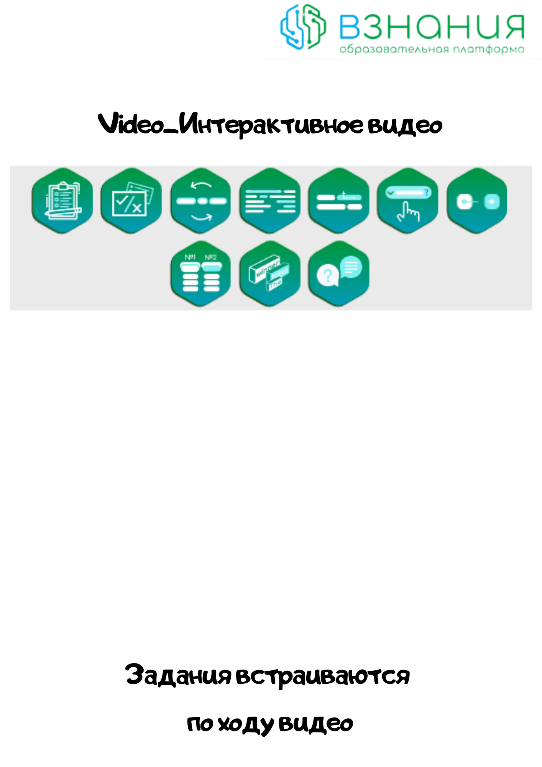 взнания
образовательная платформа
Video_Интерактивное видео
№1 №2
Задания встраиваются
по ходу видео